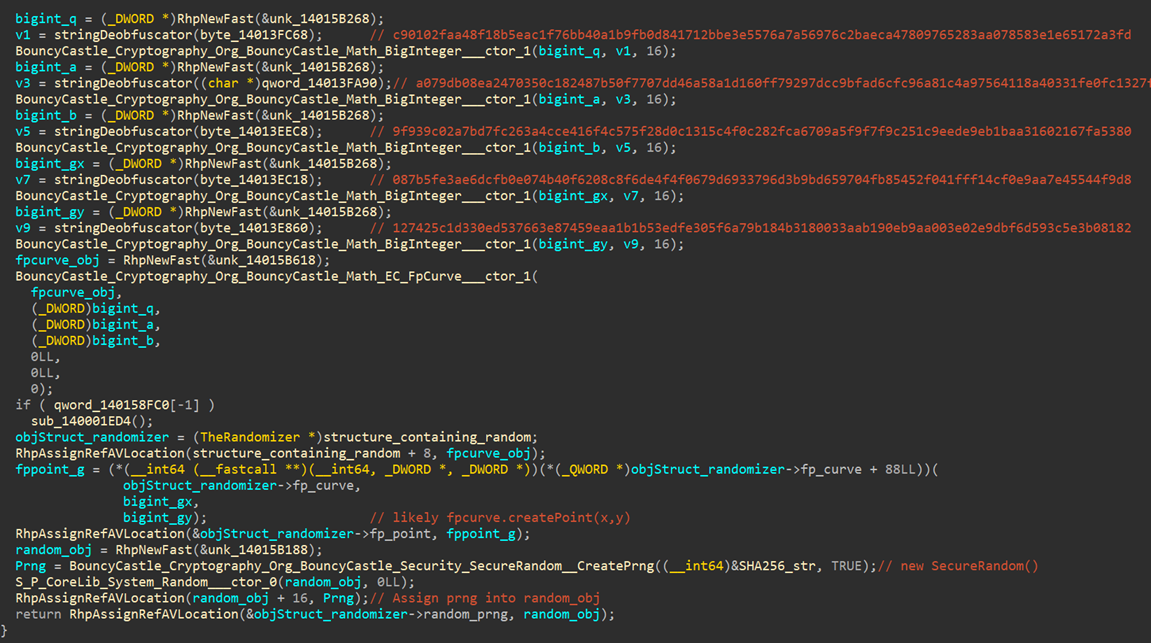 bigint_q = (_DWORD *)RhpNewFast(&unk_14015B268);
v1 = stringDeobfuscator(byte_14013FC68);      // c90102faa48f18b5eac1f76bb40a1b9fb0d841712bbe3e5576a7a56976c2baeca47809765283aa078583e1e65172a3fd
BouncyCastle_Cryptography_Org_BouncyCastle_Math_BigInteger___ctor_1(bigint_q, v1, 16);
bigint_a = (_DWORD *)RhpNewFast(&unk_14015B268);
v3 = stringDeobfuscator((char *)qword_14013FA90);// a079db08ea2470350c182487b50f7707dd46a58a1d160ff79297dcc9bfad6cfc96a81c4a97564118a40331fe0fc1327f
BouncyCastle_Cryptography_Org_BouncyCastle_Math_BigInteger___ctor_1(bigint_a, v3, 16);
bigint_b = (_DWORD *)RhpNewFast(&unk_14015B268);
v5 = stringDeobfuscator(byte_14013EEC8);      // 9f939c02a7bd7fc263a4cce416f4c575f28d0c1315c4f0c282fca6709a5f9f7f9c251c9eede9eb1baa31602167fa5380
BouncyCastle_Cryptography_Org_BouncyCastle_Math_BigInteger___ctor_1(bigint_b, v5, 16);
bigint_gx = (_DWORD *)RhpNewFast(&unk_14015B268);
v7 = stringDeobfuscator(byte_14013EC18);      // 087b5fe3ae6dcfb0e074b40f6208c8f6de4f4f0679d6933796d3b9bd659704fb85452f041fff14cf0e9aa7e45544f9d8
BouncyCastle_Cryptography_Org_BouncyCastle_Math_BigInteger___ctor_1(bigint_gx, v7, 16);
bigint_gy = (_DWORD *)RhpNewFast(&unk_14015B268);
v9 = stringDeobfuscator(byte_14013E860);      // 127425c1d330ed537663e87459eaa1b1b53edfe305f6a79b184b3180033aab190eb9aa003e02e9dbf6d593c5e3b08182
BouncyCastle_Cryptography_Org_BouncyCastle_Math_BigInteger___ctor_1(bigint_gy, v9, 16);
fpcurve_obj = RhpNewFast(&unk_14015B618);
BouncyCastle_Cryptography_Org_BouncyCastle_Math_EC_FpCurve___ctor_1(
fpcurve_obj,
(_DWORD)bigint_q,
(_DWORD)bigint_a,
(_DWORD)bigint_b,
0LL,
0LL,
0);
if ( qword_140158FC0[-1] )
sub_140001ED4();
objStruct_randomizer = (TheRandomizer *)structure_containing_random;
RhpAssignRefAVLocation(structure_containing_random + 8, fpcurve_obj);
fppoint_g = (*(__int64 (__fastcall **)(__int64, _DWORD *, _DWORD *))(*(_QWORD *)objStruct_randomizer->fp_curve + 88LL))(
objStruct_randomizer->fp_curve,
bigint_gx,
bigint_gy);                    // likely fpcurve.createPoint(x,y)
RhpAssignRefAVLocation(&objStruct_randomizer->fp_point, fppoint_g);
random_obj = RhpNewFast(&unk_14015B188);
Prng = BouncyCastle_Cryptography_Org_BouncyCastle_Security_SecureRandom__CreatePrng((__int64)&SHA256_str, TRUE);// new SecureRandom()
S_P_CoreLib_System_Random___ctor_0(random_obj, 0LL);
RhpAssignRefAVLocation(random_obj + 16, Prng);// Assign prng into random_obj
return RhpAssignRefAVLocation(&objStruct_randomizer->random_prng, random_obj);
}